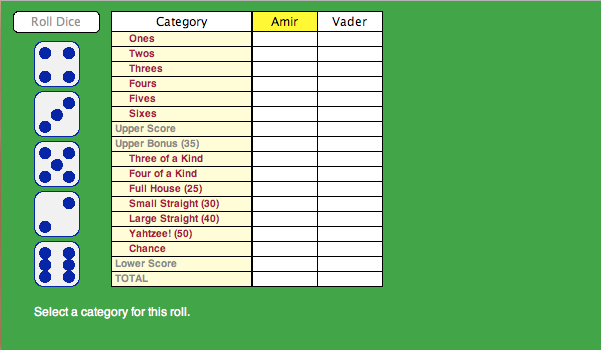 Roll Dice
Category Amir Vader
Ones
Twos
Threes
Fours
Fives
Sixes
Upper Score
Upper Bonus (35)
Three of a Kind
Four of a Kind
Full House (25)
Small Straight (30)
Large Straight (40)
Yahtzee! (50)
Chance
Lower Score
TOTAL
Select a category for this roll.